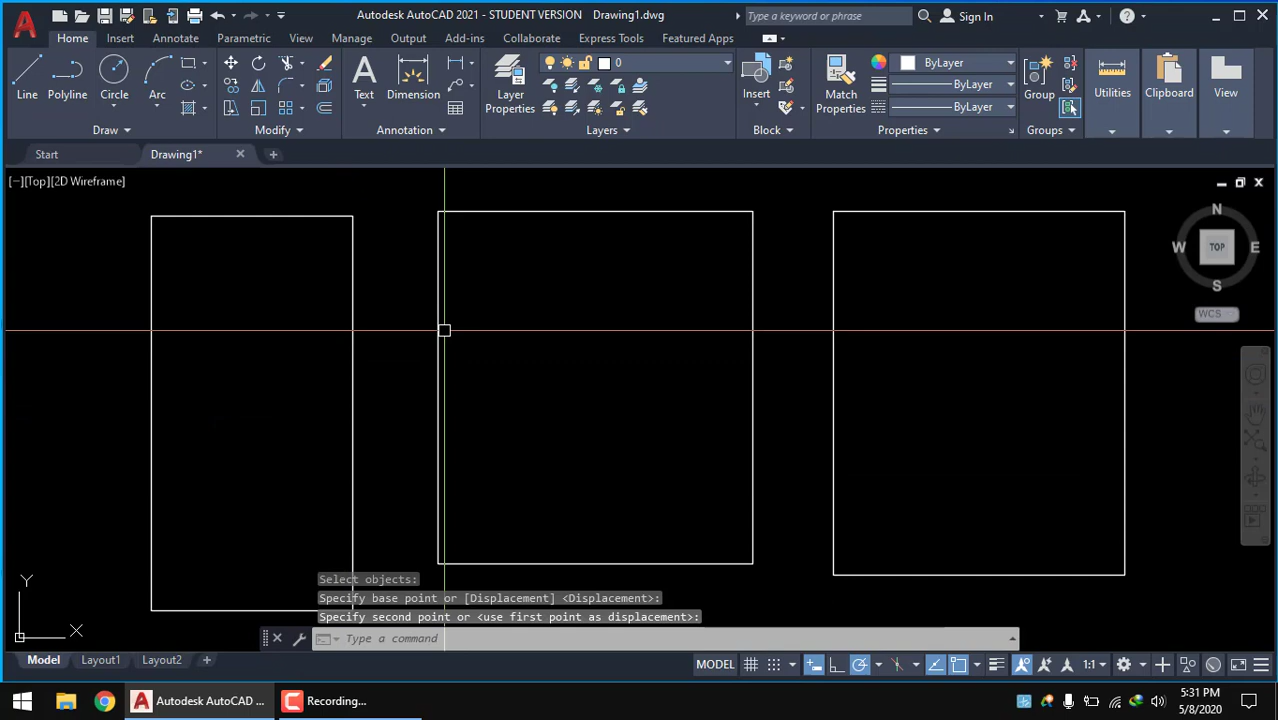 Autodesk AutoCAD 2021 - STUDENT VERSION Drawing1.dwg
Type a keyword or phrase
Sign In
Home Insert Annotate Parametric View Manage Output Add-ins Collaborate Express Tools Featured Apps
0
ByLayer
ByLayer
ByLayer
Line Polyline Circle Arc
Text Dimension
Layer Properties
Insert
Match Properties
Group
Utilities Clipboard View
Draw Modify Annotation Layers Block Properties Groups
Start Drawing1*
[−][Top][2D Wireframe]
N
W TOP E
S
WCS
Select objects:
Specify base point or [Displacement] <Displacement>:
Specify second point or <use first point as displacement>:
Type a command
Y
X
Model Layout1 Layout2
MODEL 1:1
Autodesk AutoCAD ... Recording...
5:31 PM
5/8/2020